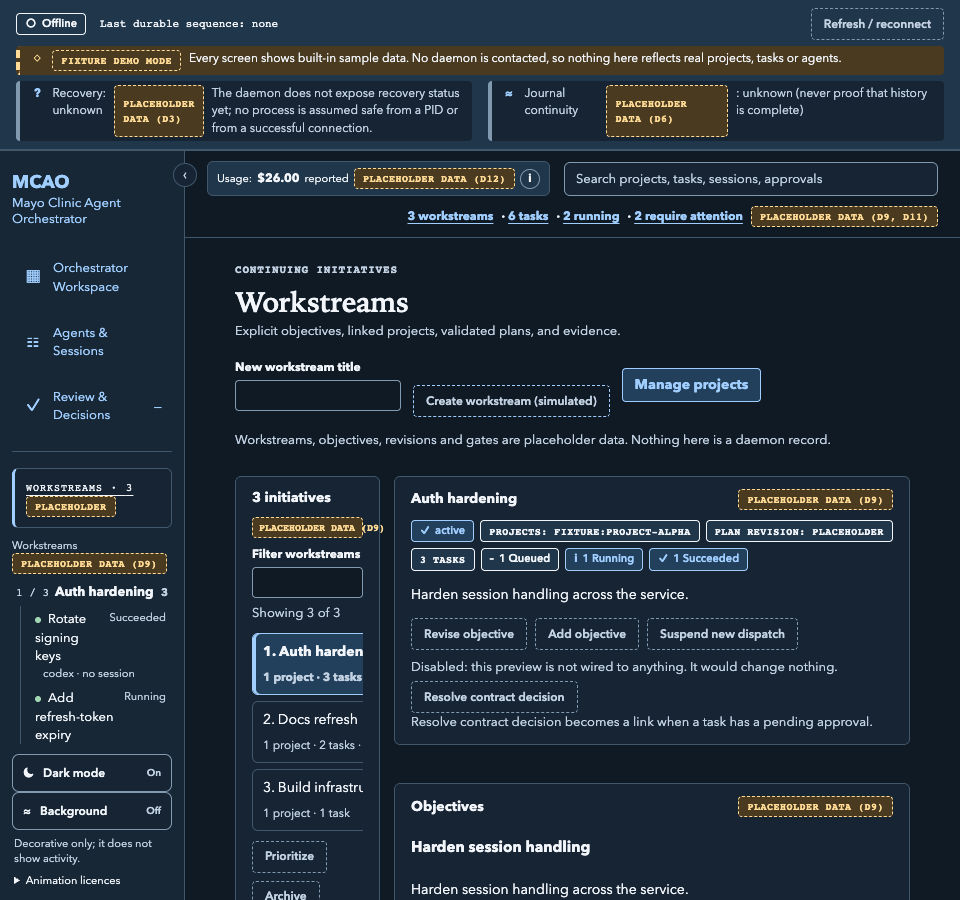 Offline
Last durable sequence: none
Refresh / reconnect
FIXTURE DEMO MODE
Every screen shows built-in sample data. No daemon is contacted, so nothing here reflects real projects, tasks or agents.
? Recovery: unknown
PLACEHOLDER DATA (D3)
The daemon does not expose recovery status
yet; no process is assumed safe from a PID or
from a successful connection.
≈ Journal continuity
PLACEHOLDER DATA (D6)
: unknown (never proof that history
is complete)
MCAO
Mayo Clinic Agent
Orchestrator
Orchestrator
Workspace
Agents &
Sessions
Review &
Decisions
–
WORKSTREAMS · 3
PLACEHOLDER
Workstreams
PLACEHOLDER DATA (D9)
1 / 3 Auth hardening 3
Rotate signing keys
Succeeded
codex · no session
Add refresh-token expiry
Running
Dark mode On
≈ Background Off
Decorative only; it does not
show activity.
Animation licences
‹
Usage: $26.00 reported
PLACEHOLDER DATA (D12)
i
Search projects, tasks, sessions, approvals
3 workstreams · 6 tasks · 2 running · 2 require attention
PLACEHOLDER DATA (D9, D11)
CONTINUING INITIATIVES
Workstreams
Explicit objectives, linked projects, validated plans, and evidence.
New workstream title
Create workstream (simulated)
Manage projects
Workstreams, objectives, revisions and gates are placeholder data. Nothing here is a daemon record.
3 initiatives
PLACEHOLDER DATA (D9)
Filter workstreams
Showing 3 of 3
1. Auth harden
1 project · 3 tasks
2. Docs refresh
1 project · 2 tasks ·
3. Build infrastru
1 project · 1 task
Prioritize
Archive
Auth hardening
PLACEHOLDER DATA (D9)
✓ active
PROJECTS: FIXTURE:PROJECT-ALPHA
PLAN REVISION: PLACEHOLDER
3 TASKS
– 1 Queued
i 1 Running
✓ 1 Succeeded
Harden session handling across the service.
Revise objective
Add objective
Suspend new dispatch
Disabled: this preview is not wired to anything. It would change nothing.
Resolve contract decision
Resolve contract decision becomes a link when a task has a pending approval.
Objectives
PLACEHOLDER DATA (D9)
Harden session handling
Harden session handling across the service.